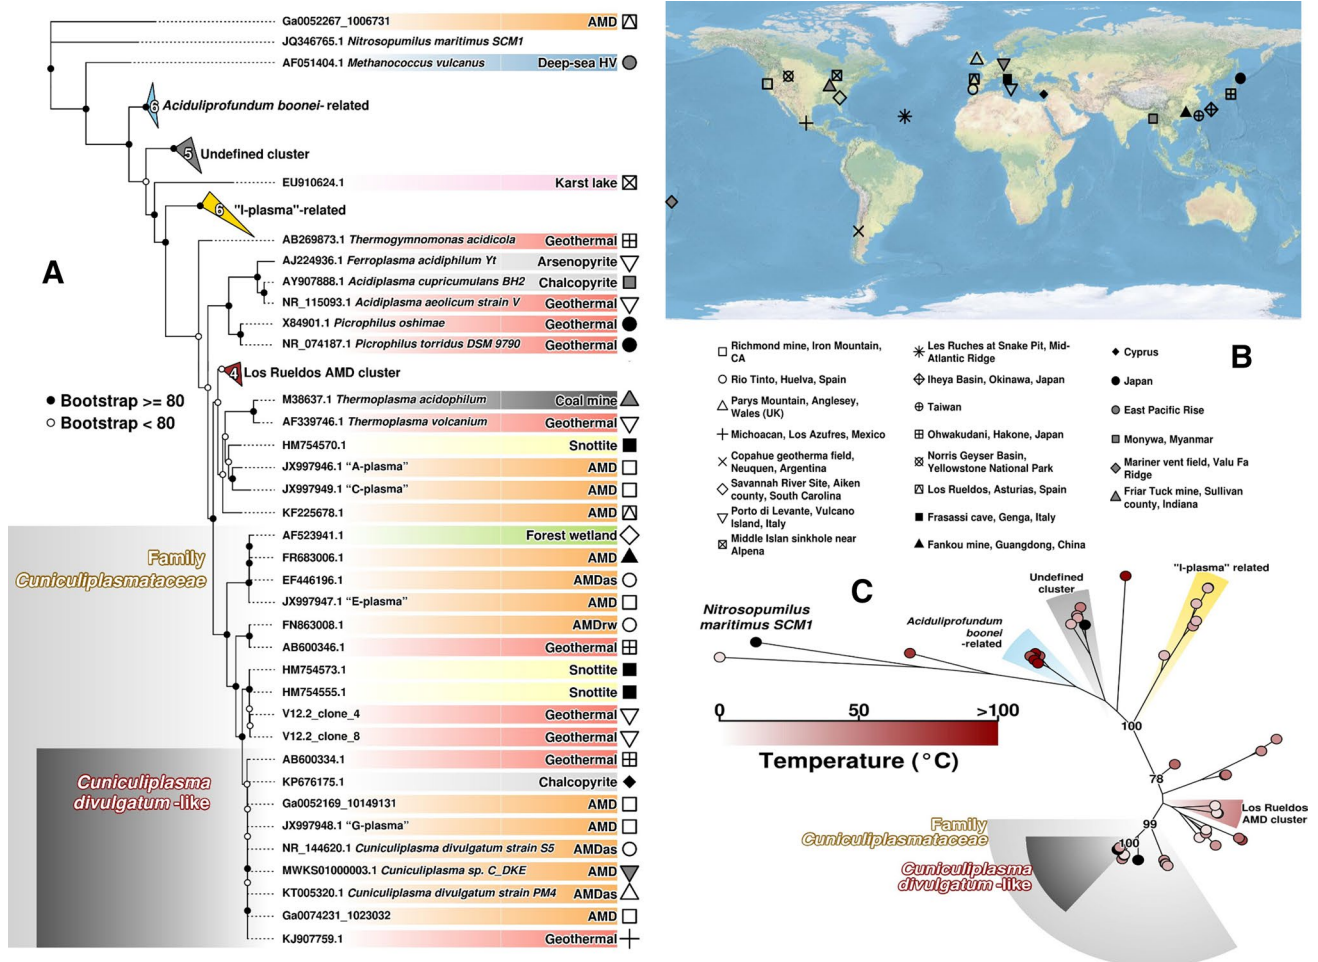 Ga0052267_1006731 AMD
JQ346765.1 Nitrosopumilus maritimus SCM1
AF051404.1 Methanococcus vulcanus Deep-sea HV
6 Aciduliprofundum boonei-related
5 Undefined cluster
EU910624.1 Karst lake
6 "I-plasma"-related
AB269873.1 Thermogymnomonas acidicola Geothermal
A
AJ224936.1 Ferroplasma acidiphilum Yt Arsenopyrite
AY907888.1 Acidiplasma cupricumulans BH2 Chalcopyrite
NR_115093.1 Acidiplasma aeolicum strain V Geothermal
X84901.1 Picrophilus oshimae Geothermal
NR_074187.1 Picrophilus torridus DSM 9790 Geothermal
4 Los Rueldos AMD cluster
Bootstrap >= 80
Bootstrap < 80
M38637.1 Thermoplasma acidophilum Coal mine
AF339746.1 Thermoplasma volcanium Geothermal
HM754570.1 Snottite
JX997946.1 “A-plasma” AMD
JX997949.1 “C-plasma” AMD
KF225678.1 AMD
AF523941.1 Forest wetland
Family
Cuniculiplasmataceae
FR683006.1 AMD
EF446196.1 AMDas
JX997947.1 “E-plasma” AMD
FN863008.1 AMDrw
AB600346.1 Geothermal
HM754573.1 Snottite
HM754555.1 Snottite
V12.2_clone_4 Geothermal
V12.2_clone_8 Geothermal
AB600334.1 Geothermal
Cuniculiplasma
divulgatum -like
KP676175.1 Chalcopyrite
Ga0052169_10149131 AMD
JX997948.1 “G-plasma” AMD
NR_144620.1 Cuniculiplasma divulgatum strain S5 AMDas
MWKS01000003.1 Cuniculiplasma sp. C_DKE AMD
KT005320.1 Cuniculiplasma divulgatum strain PM4 AMDas
Ga0074231_1023032 AMD
KJ907759.1 Geothermal
B
Richmond mine, Iron Mountain,
CA
Rio Tinto, Huelva, Spain
Parys Mountain, Anglesey,
Wales (UK)
Michoacan, Los Azufres, Mexico
Copahue geotherma field,
Neuquen, Argentina
Savannah River Site, Aiken
county, South Carolina
Porto di Levante, Vulcano
Island, Italy
Middle Islan sinkhole near
Alpena
Les Ruches at Snake Pit, Mid-
Atlantic Ridge
Iheya Basin, Okinawa, Japan
Taiwan
Ohwakudani, Hakone, Japan
Norris Geyser Basin,
Yellowstone National Park
Los Rueldos, Asturias, Spain
Frasassi cave, Genga, Italy
Fankou mine, Guangdong, China
Cyprus
Japan
East Pacific Rise
Monywa, Myanmar
Mariner vent field, Valu Fa
Ridge
Friar Tuck mine, Sullivan
county, Indiana
C
Nitrosopumilus
maritimus SCM1
Aciduliprofundum
boonei
-related
Undefined
cluster
"I-plasma" related
0 50 >100
Temperature (°C)
100
78
99
100
Los Rueldos
AMD cluster
Family
Cuniculiplasmataceae
Cuniculiplasma
divulgatum -like